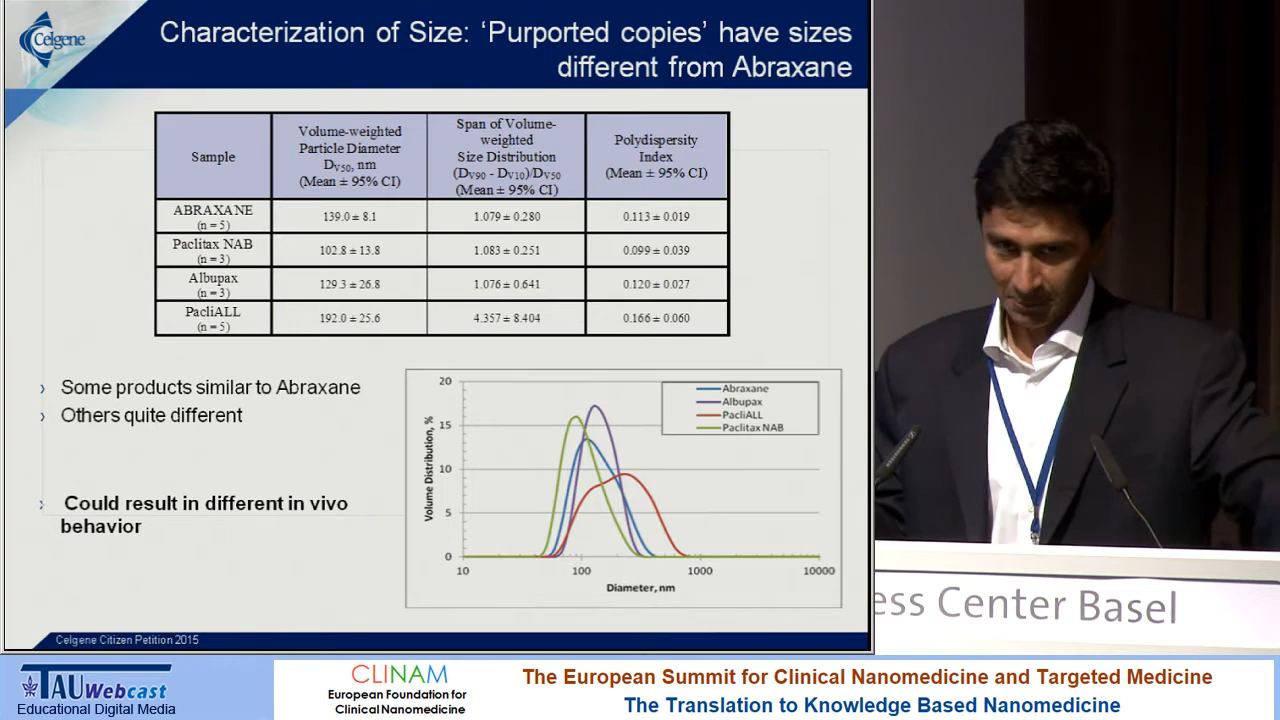 Celgene
Characterization of Size: ‘Purported copies’ have sizes
different from Abraxane
Sample
Volume-weighted
Particle Diameter
DV50, nm
(Mean ± 95% CI)
Span of Volume-
weighted
Size Distribution
(DV90 - DV10)/DV50
(Mean ± 95% CI)
Polydispersity
Index
(Mean ± 95% CI)
ABRAXANE
(n = 5)
139.0 ± 8.1
1.079 ± 0.280
0.113 ± 0.019
Paclitax NAB
(n = 3)
102.8 ± 13.8
1.083 ± 0.251
0.099 ± 0.039
Albupax
(n = 3)
129.3 ± 26.8
1.076 ± 0.641
0.120 ± 0.027
PacliALL
(n = 5)
192.0 ± 25.6
4.357 ± 8.404
0.166 ± 0.060
› Some products similar to Abraxane
› Others quite different
› Could result in different in vivo
behavior
20
15
10
5
0
Volume Distribution, %
Abraxane
Albupax
PacliALL
Paclitax NAB
10
100
1000
10000
Diameter, nm
Celgene Citizen Petition 2015
ess Center Basel
TAU Webcast
Educational Digital Media
CLINAM
European Foundation for
Clinical Nanomedicine
The European Summit for Clinical Nanomedicine and Targeted Medicine
The Translation to Knowledge Based Nanomedicine